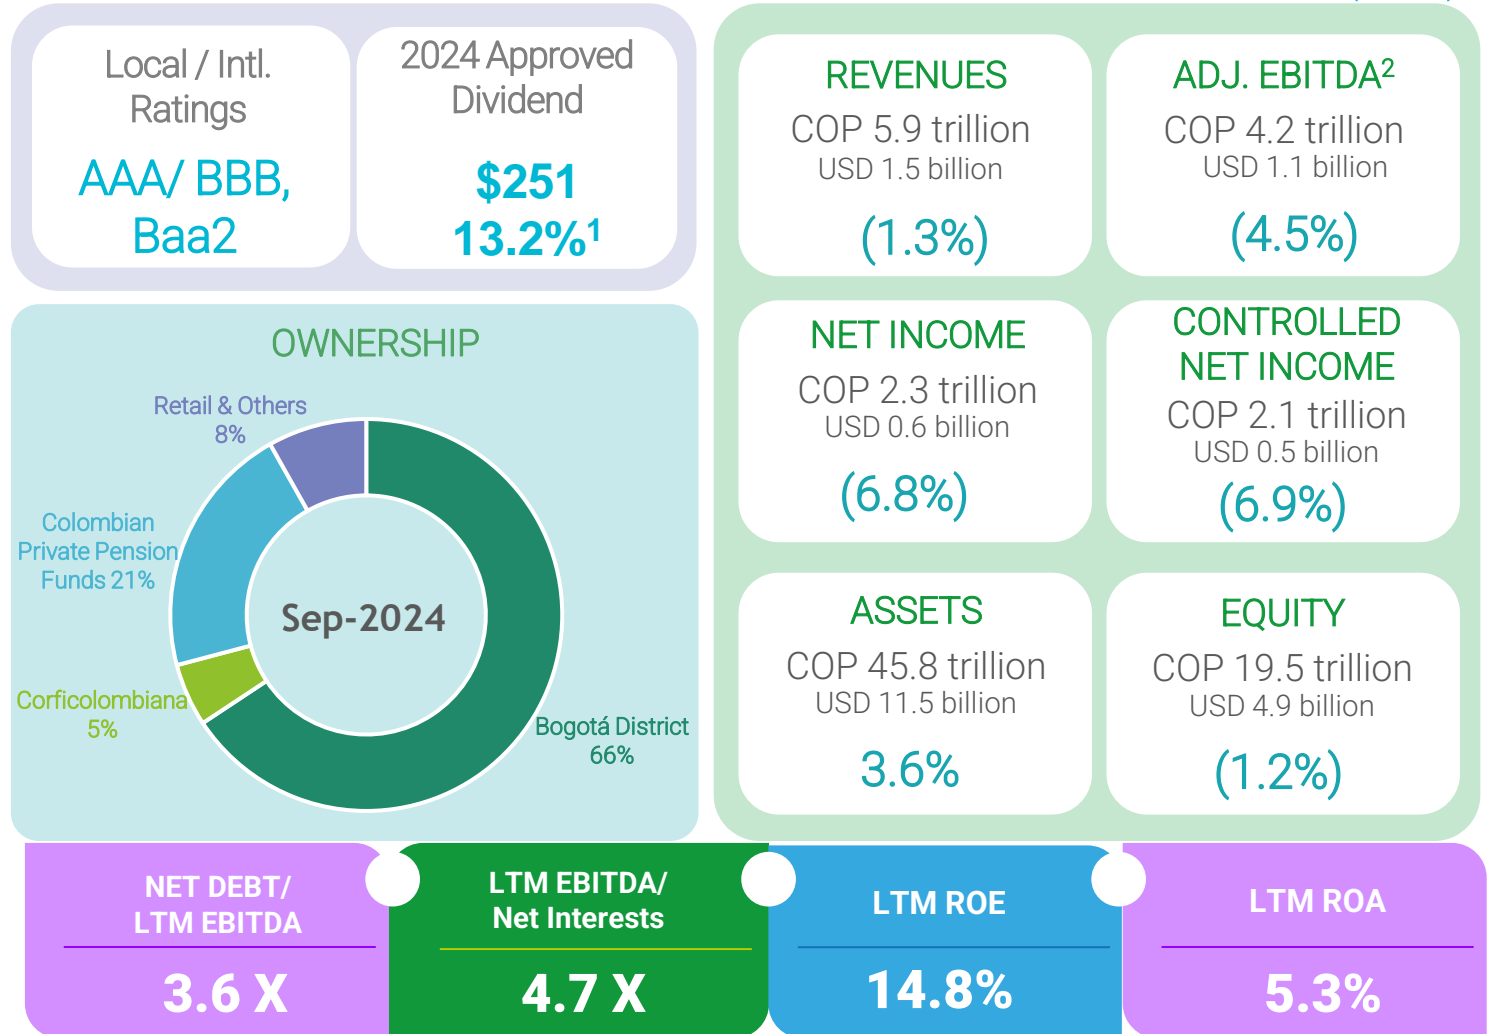 Local / Intl.
Ratings
AAA/ BBB,
Baa2
2024 Approved
Dividend
$251
13.2%¹
OWNERSHIP
Retail & Others
8%
Colombian
Private Pension
Funds 21%
Corficolombiana
5%
Bogotá District
66%
Sep-2024
REVENUES
COP 5.9 trillion
USD 1.5 billion
(1.3%)
ADJ. EBITDA²
COP 4.2 trillion
USD 1.1 billion
(4.5%)
NET INCOME
COP 2.3 trillion
USD 0.6 billion
(6.8%)
CONTROLLED
NET INCOME
COP 2.1 trillion
USD 0.5 billion
(6.9%)
ASSETS
COP 45.8 trillion
USD 11.5 billion
3.6%
EQUITY
COP 19.5 trillion
USD 4.9 billion
(1.2%)
NET DEBT/
LTM EBITDA
3.6 X
LTM EBITDA/
Net Interests
4.7 X
LTM ROE
14.8%
LTM ROA
5.3%